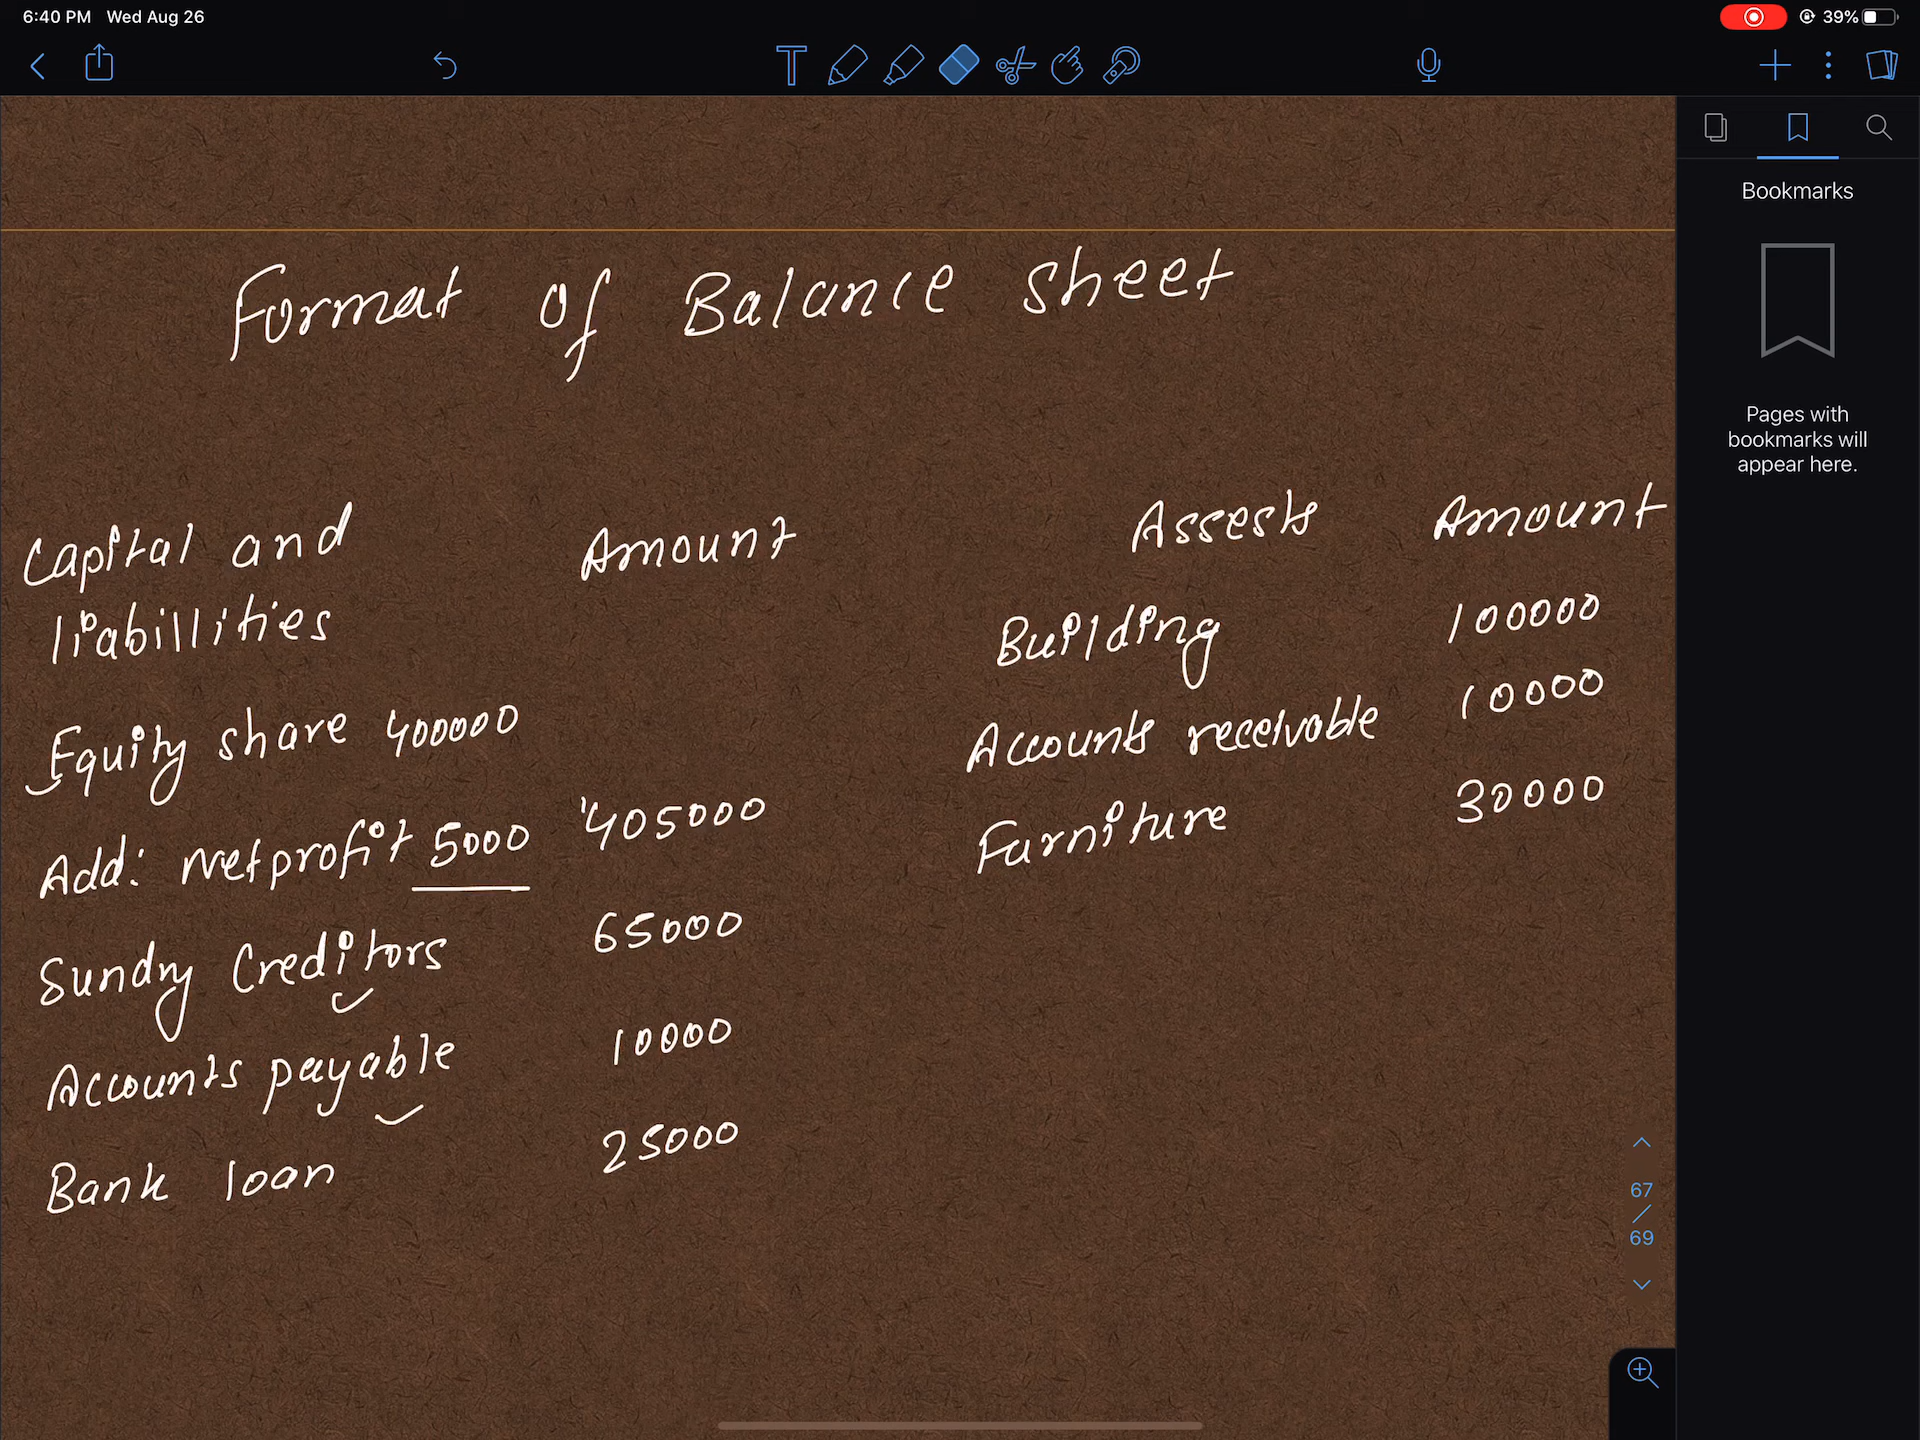 6:40 PM Wed Aug 26
39%
Bookmarks
Pages with
bookmarks will
appear here.
Format of Balance sheet
Capital and
liabillities
Amount
Assests
Amount
Building 100000
Equity share 400000
Accounts receivable 10000
Add: Netprofit 5000 405000
Furniture 30000
Sundry Creditors 65000
Accounts payable 10000
Bank loan 25000
67
/
69